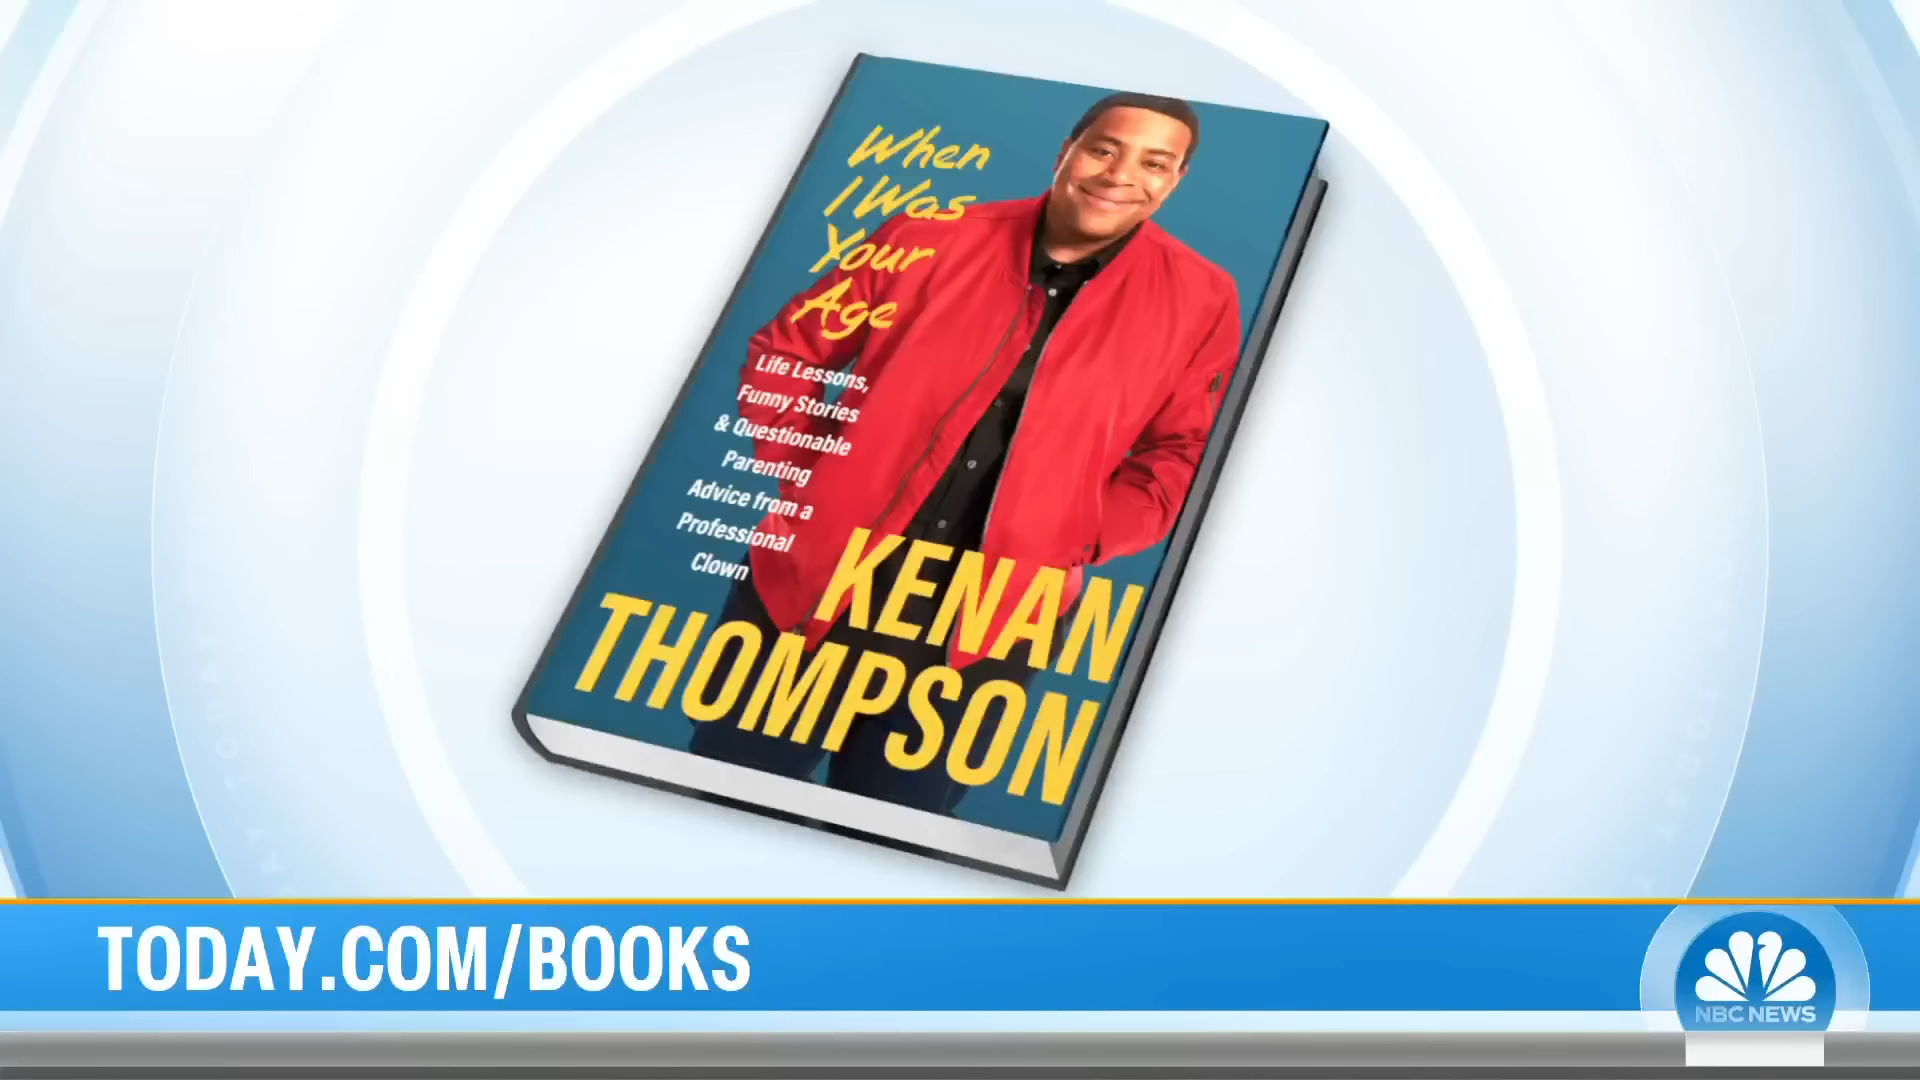 When
I Was
Your
Age
Life Lessons,
Funny Stories
& Questionable
Parenting
Advice from a
Professional
Clown
KENAN
THOMPSON
TODAY.COM/BOOKS
NBC NEWS